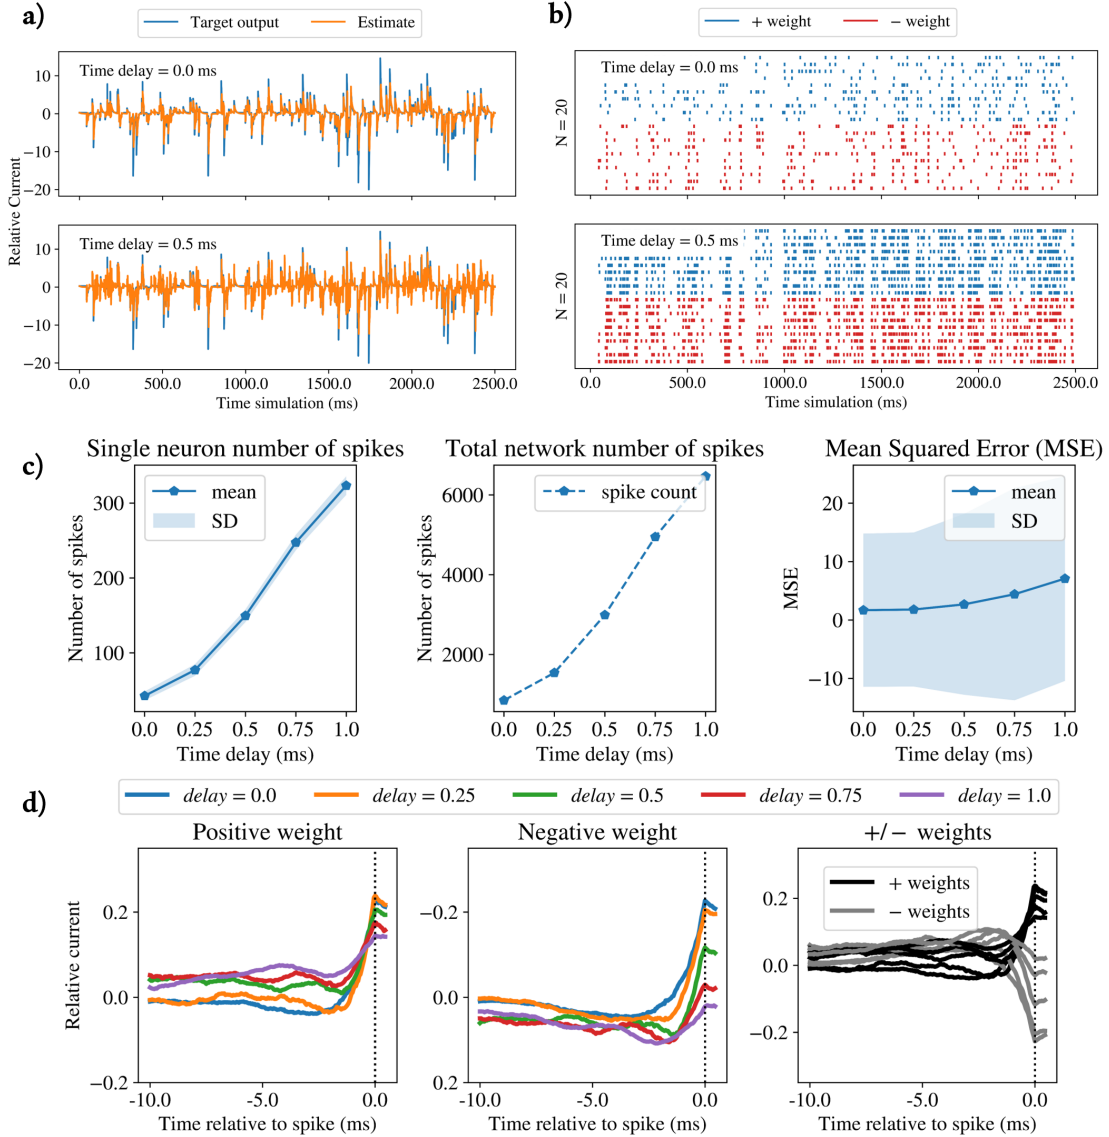 a)
Target output
Estimate
Time delay = 0.0 ms
10
0
−10
−20
Time delay = 0.5 ms
10
0
−10
−20
Relative Current
0.0
500.0
1000.0
1500.0
2000.0
2500.0
Time simulation (ms)
b)
+ weight
− weight
Time delay = 0.0 ms
N = 20
Time delay = 0.5 ms
N = 20
0.0
500.0
1000.0
1500.0
2000.0
2500.0
Time simulation (ms)
c)
Single neuron number of spikes
mean
SD
300
200
100
Number of spikes
0.0
0.25
0.5
0.75
1.0
Time delay (ms)
Total network number of spikes
spike count
6000
4000
2000
Number of spikes
0.0
0.25
0.5
0.75
1.0
Time delay (ms)
Mean Squared Error (MSE)
mean
SD
20
10
0
−10
MSE
0.0
0.25
0.5
0.75
1.0
Time delay (ms)
d)
delay = 0.0
delay = 0.25
delay = 0.5
delay = 0.75
delay = 1.0
Positive weight
0.2
0.0
−0.2
Relative current
-10.0
-5.0
0.0
Time relative to spike (ms)
Negative weight
−0.2
0.0
0.2
-10.0
-5.0
0.0
Time relative to spike (ms)
+/− weights
+ weights
− weights
0.2
0.0
−0.2
-10.0
-5.0
0.0
Time relative to spike (ms)